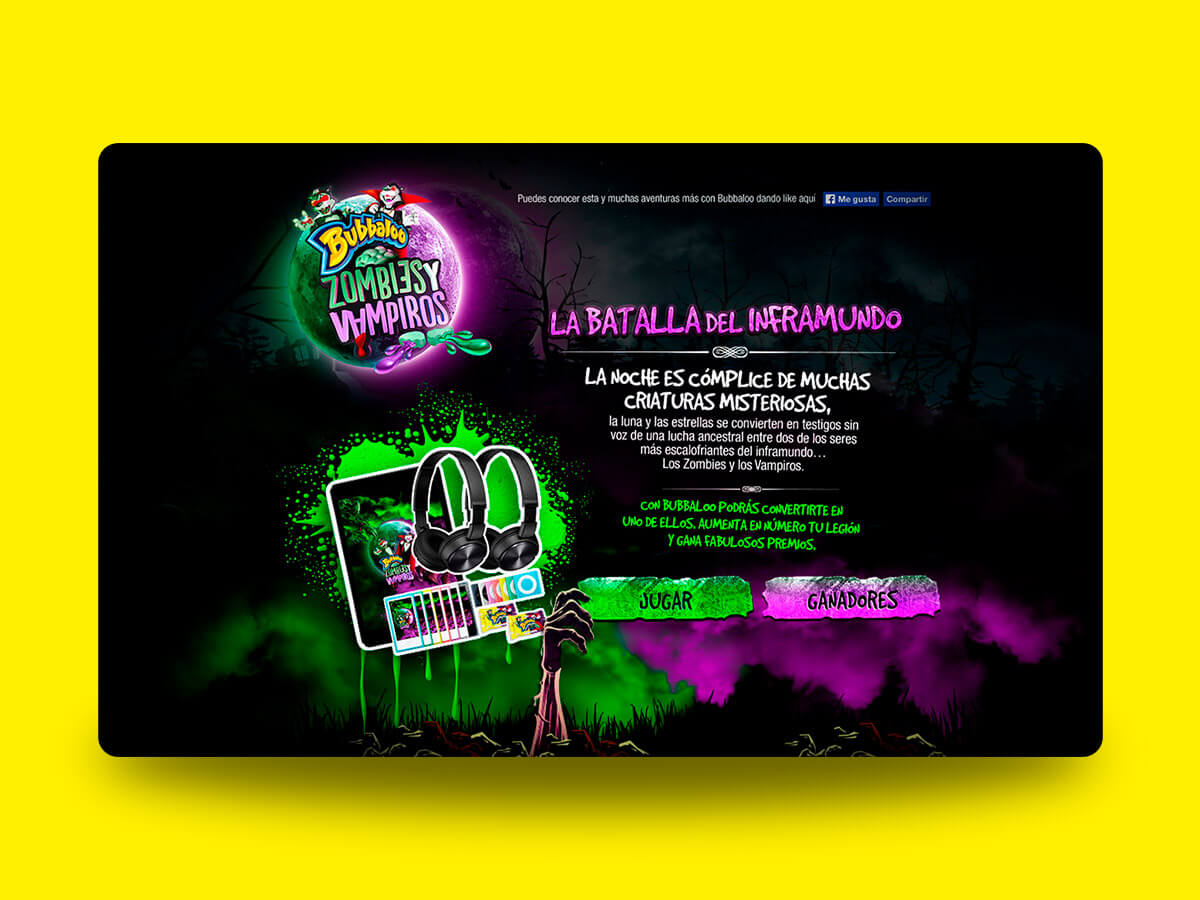 Puedes conocer esta y muchas aventuras más con Bubbaloo dando like aquí
Me gusta
Compartir
Bubbaloo
ZOMBIES Y
VAMPIROS
LA BATALLA DEL INFRAMUNDO
LA NOCHE ES CÓMPLICE DE MUCHAS
CRIATURAS MISTERIOSAS,
la luna y las estrellas se convierten en testigos sin
voz de una lucha ancestral entre dos de los seres
más escalofriantes del inframundo...
Los Zombies y los Vampiros.
CON BUBBALOO PODRÁS CONVERTIRTE EN
UNO DE ELLOS. AUMENTA EN NÚMERO TU LEGIÓN
Y GANA FABULOSOS PREMIOS.
Bubbaloo
ZOMBIES Y
VAMPIROS
JUGAR
GANADORES